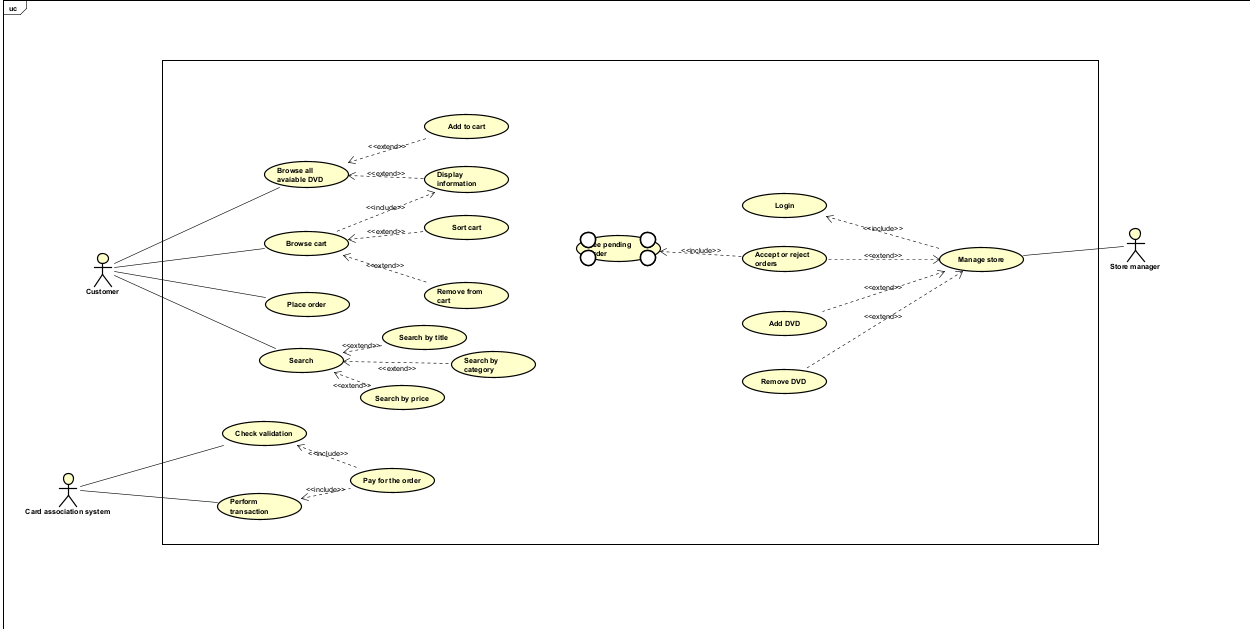 uc
Add to cart
<<extend>>
Browse all
avaiable DVD
<<extend>>
Display
information
<<include>>
Sort cart
<<extend>>
Browse cart
<<extend>>
Remove from
cart
Customer
Place order
Search by title
<<extend>>
Search
Search by
category
<<extend>>
<<extend>>
Search by price
Check validation
<<include>>
Pay for the order
<<include>>
Perform
transaction
Card association system
Login
<<include>>
pending
<<include>>
Accept or reject
orders
<<extend>>
Manage store
Store manager
<<extend>>
Add DVD
<<extend>>
Remove DVD